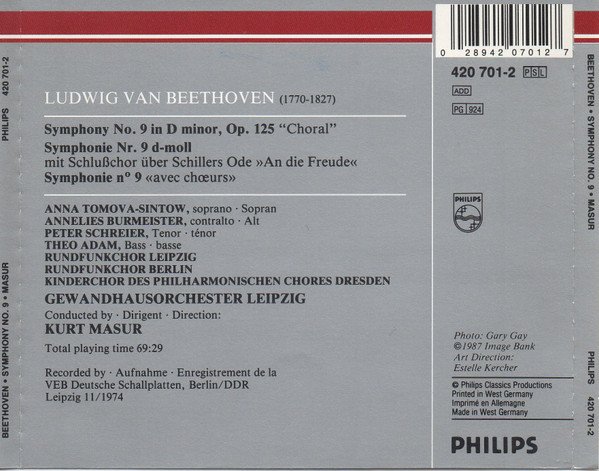 0 28942 07012 7
420 701-2 PSL
ADD
PG 924
LUDWIG VAN BEETHOVEN (1770-1827)
Symphony No. 9 in D minor, Op. 125 “Choral”
Symphonie Nr. 9 d-moll
mit Schlußchor über Schillers Ode »An die Freude«
Symphonie n° 9 «avec chœurs»
ANNA TOMOVA-SINTOW, soprano · Sopran
ANNELIES BURMEISTER, contralto · Alt
PETER SCHREIER, Tenor · ténor
THEO ADAM, Bass · basse
RUNDFUNKCHOR LEIPZIG
RUNDFUNKCHOR BERLIN
KINDERCHOR DES PHILHARMONISCHEN CHORES DRESDEN
GEWANDHAUSORCHESTER LEIPZIG
Conducted by · Dirigent · Direction:
KURT MASUR
Total playing time 69:29
Recorded by · Aufnahme · Enregistrement de la
VEB Deutsche Schallplatten, Berlin/DDR
Leipzig 11/1974
PHILIPS
Photo: Gary Gay
©1987 Image Bank
Art Direction:
Estelle Kercher
© Philips Classics Productions
Printed in West Germany
Imprimé en Allemagne
Made in West Germany
PHILIPS
BEETHOVEN • SYMPHONY NO. 9 • MASUR PHILIPS 420 701-2
BEETHOVEN • SYMPHONY NO. 9 • MASUR PHILIPS 420 701-2